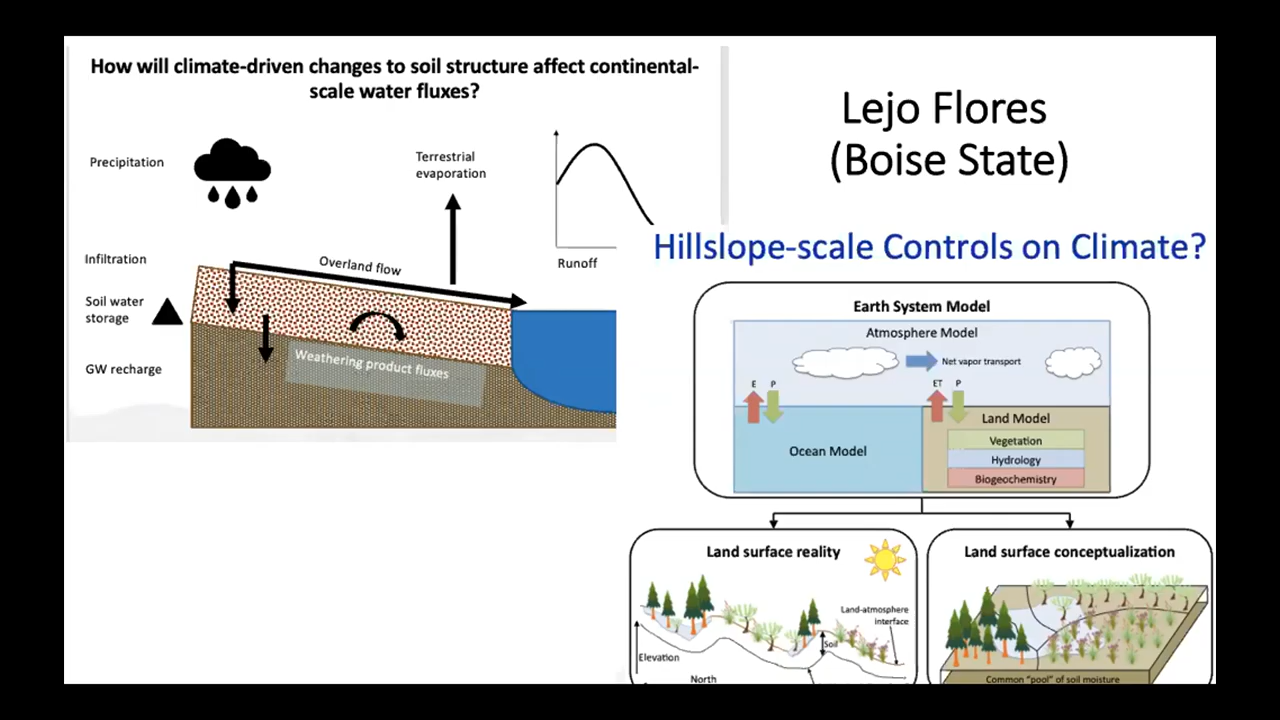 How will climate-driven changes to soil structure affect continental-
scale water fluxes?
Precipitation
Terrestrial
evaporation
Infiltration
Overland flow
Runoff
Soil water
storage
Weathering product fluxes
GW recharge
Lejo Flores
(Boise State)
Hillslope-scale Controls on Climate?
Earth System Model
Atmosphere Model
Net vapor transport
E
P
ET
P
Land Model
Vegetation
Ocean Model
Hydrology
Biogeochemistry
Land surface reality
Land-atmosphere
interface
Soil
Elevation
North
Land surface conceptualization
Common "pool" of soil moisture